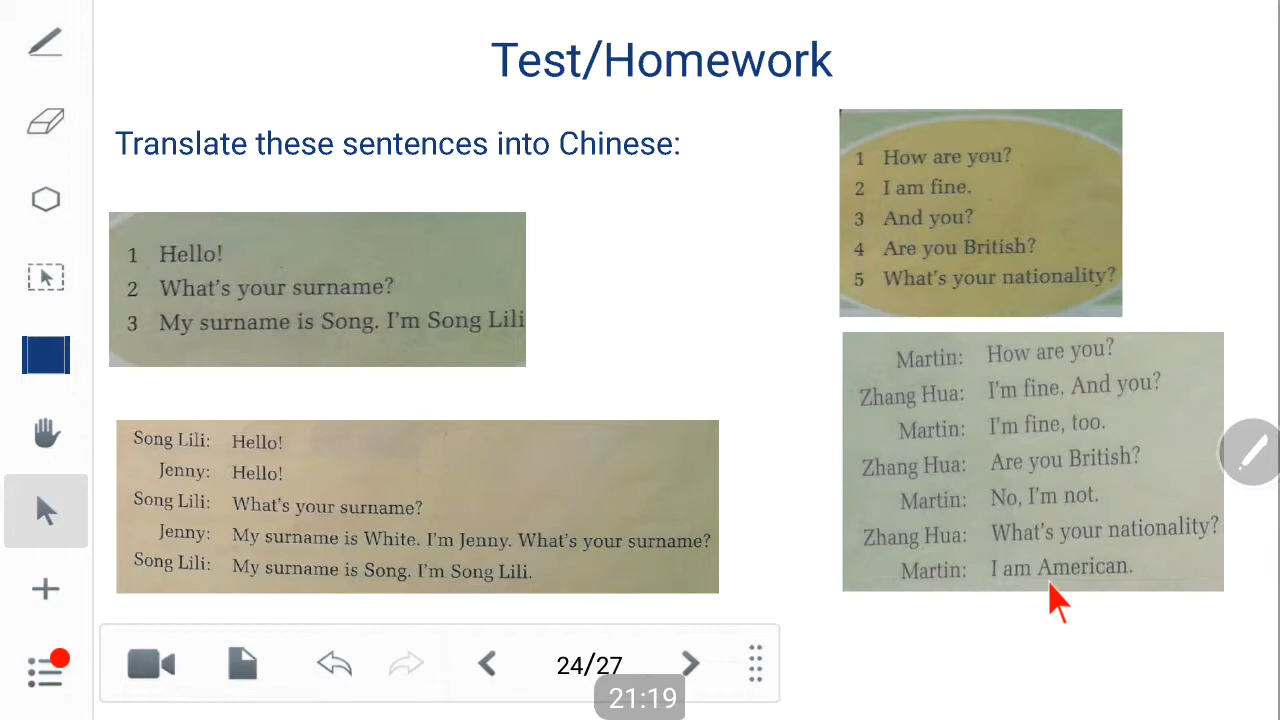 Test/Homework
Translate these sentences into Chinese:
1 Hello!
2 What's your surname?
3 My surname is Song. I'm Song Lili
Song Lili: Hello!
Jenny: Hello!
Song Lili: What's your surname?
Jenny: My surname is White. I'm Jenny. What's your surname?
Song Lili: My surname is Song. I'm Song Lili.
1 How are you?
2 I am fine.
3 And you?
4 Are you British?
5 What's your nationality?
Martin: How are you?
Zhang Hua: I'm fine. And you?
Martin: I'm fine, too.
Zhang Hua: Are you British?
Martin: No, I'm not.
Zhang Hua: What's your nationality?
Martin: I am American.
24/27
21:19